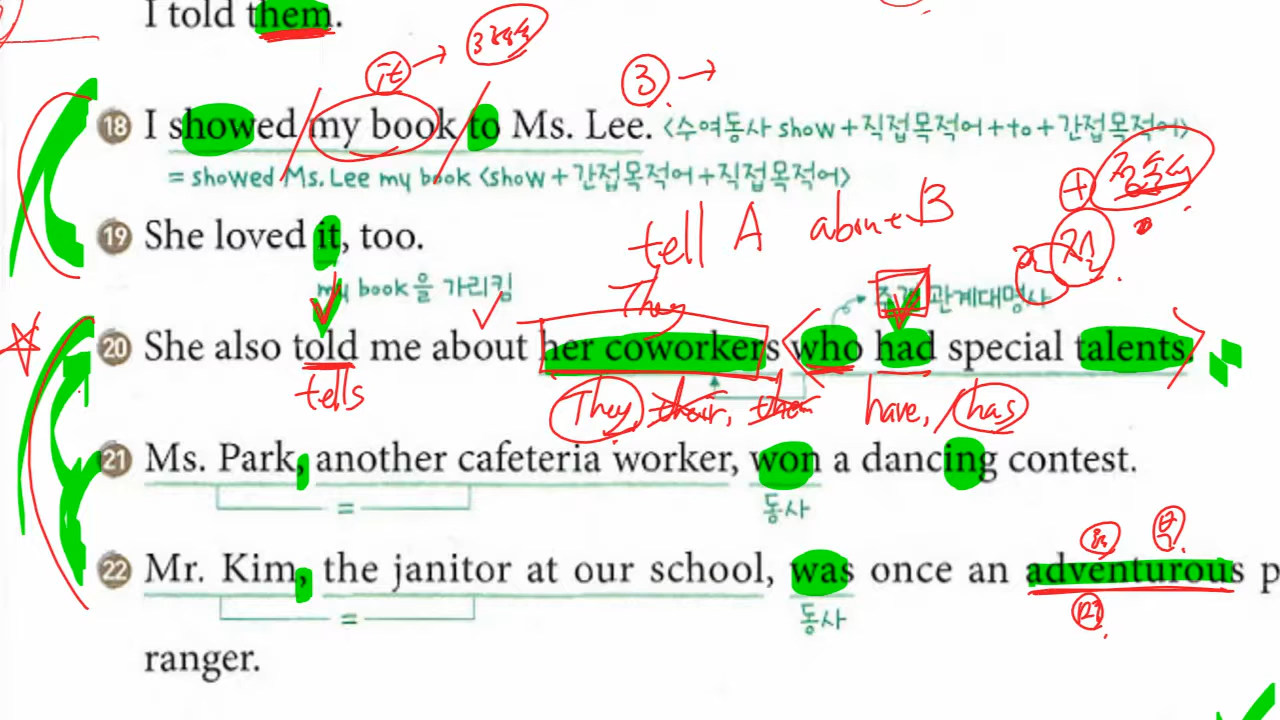 I told them.
it → 3형식
3 →
18 I showed my book to Ms. Lee. <수여동사 show+직접목적어+to+간접목적어>
= showed Ms. Lee my book <show+간접목적어+직접목적어>
19 She loved it, too.
tell A about B
my book을 가리킴
They
주격 관계대명사
20 She also told me about her coworkers who had special talents.
tells
They, their, them have, has
21 Ms. Park, another cafeteria worker, won a dancing contest.
= 동사
22 Mr. Kim, the janitor at our school, was once an adventurous p
= 동사
ranger.